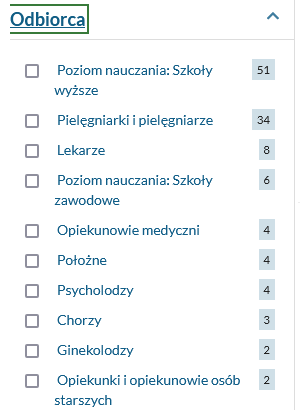 Odbiorca
Poziom nauczania: Szkoły 51
wyższe
Pielęgniarki i pielęgniarze 34
Lekarze 8
Poziom nauczania: Szkoły 6
zawodowe
Opiekunowie medyczni 4
Położne 4
Psycholodzy 4
Chorzy 3
Ginekolodzy 2
Opiekunki i opiekunowie osób 2
starszych